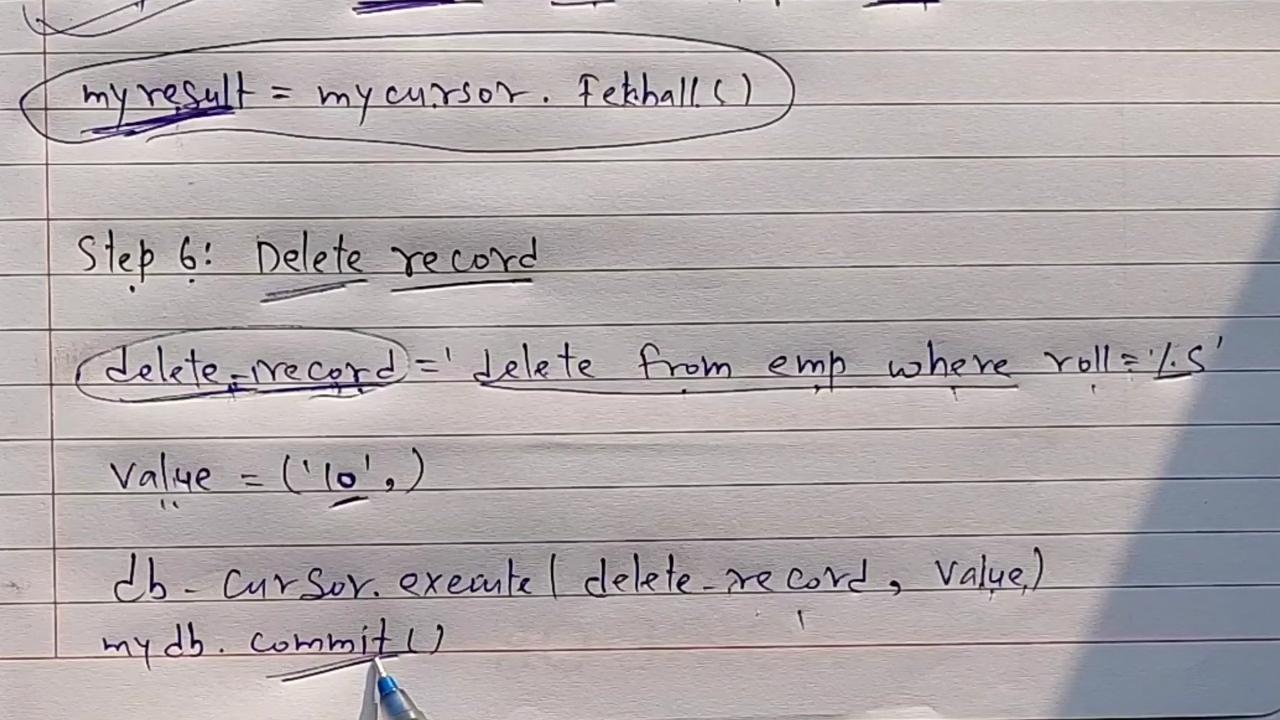 myresult = mycursor. Fetchall()
Step 6: Delete record
delete_record = 'delete from emp where roll=%s'
value = ('10',)
db_cursor.execute( delete_record, value)
mydb. commit()